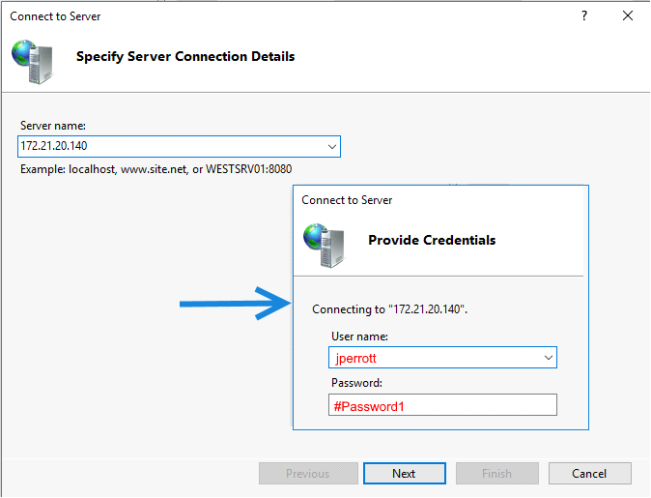 Connect to Server
?
Specify Server Connection Details
Server name:
172.21.20.140
Example: localhost, www.site.net, or WESTSRV01:8080
Connect to Server
Provide Credentials
Connecting to "172.21.20.140".
User name:
jperrott
Password:
#Password1
Previous Next Finish Cancel